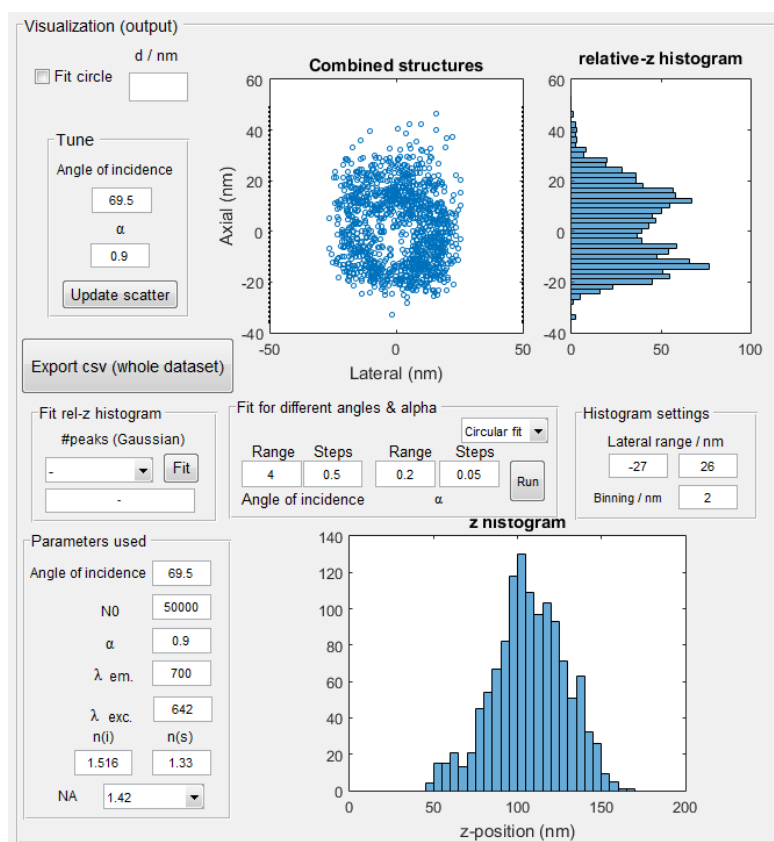 Visualization (output)
d / nm
Fit circle
Tune
Angle of incidence
69.5
α
0.9
Update scatter
Export csv (whole dataset)
Combined structures
60
40
20
0
-20
-40
Axial (nm)
-50
0
50
Lateral (nm)
relative-z histogram
60
40
20
0
-20
-40
0
50
100
Fit rel-z histogram
#peaks (Gaussian)
-
Fit
-
Fit for different angles & alpha
Circular fit
Range Steps Range Steps
4 0.5 0.2 0.05
Run
Angle of incidence α
Histogram settings
Lateral range / nm
-27 26
Binning / nm 2
Parameters used
Angle of incidence 69.5
N0 50000
α 0.9
λ em. 700
λ exc. 642
n(i) n(s)
1.516 1.33
NA 1.42
z histogram
140
120
100
80
60
40
20
0
0
50
100
150
200
z-position (nm)